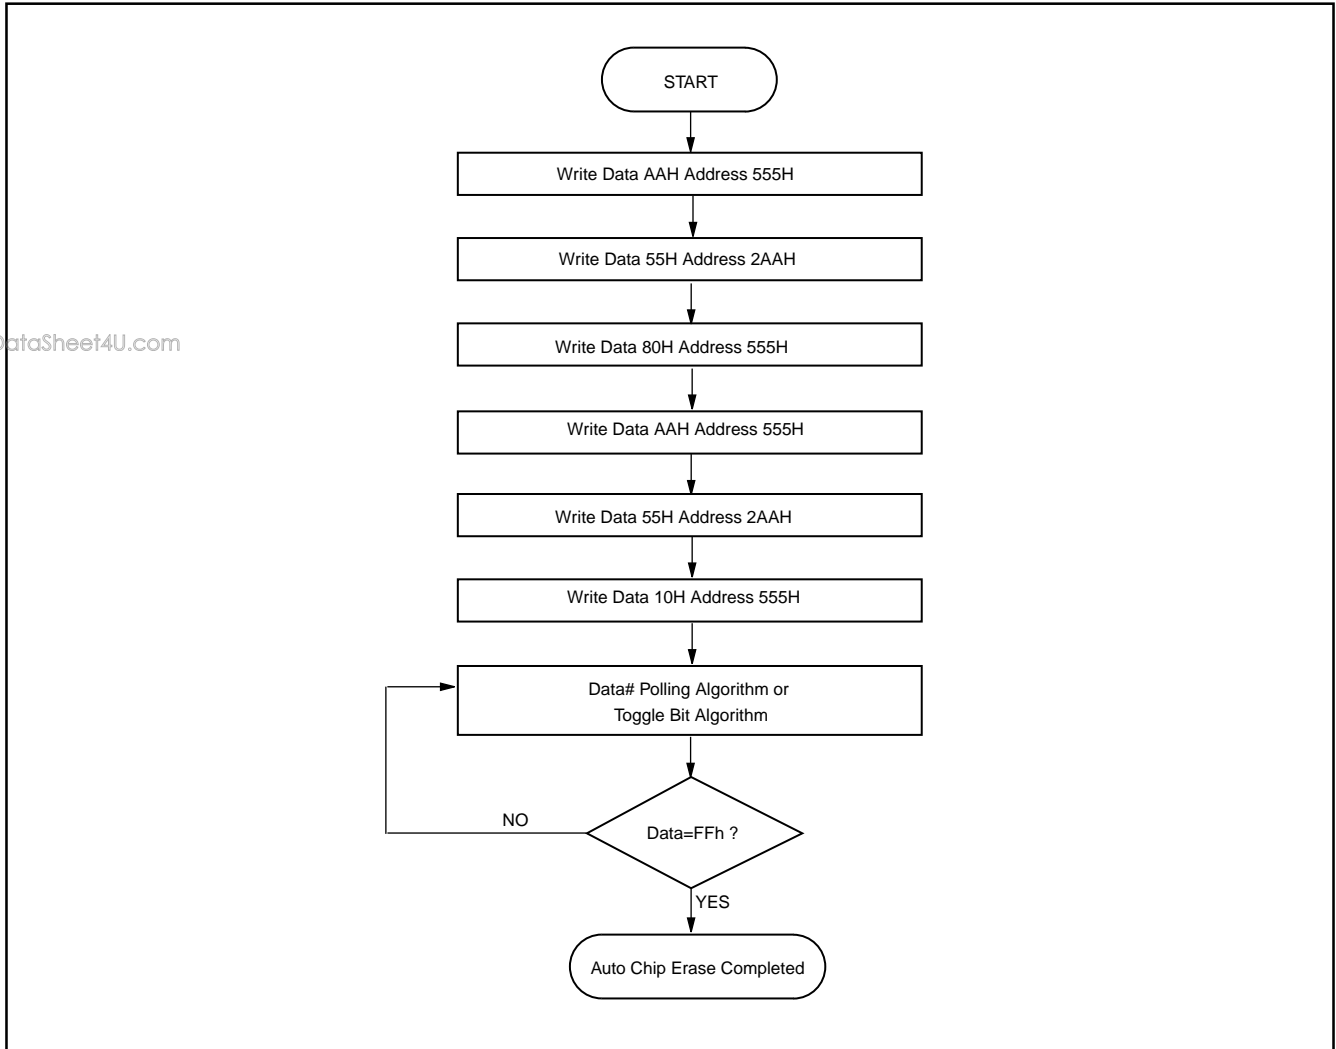 START
Write Data AAH Address 555H
Write Data 55H Address 2AAH
ataSheet4U.com
Write Data 80H Address 555H
Write Data AAH Address 555H
Write Data 55H Address 2AAH
Write Data 10H Address 555H
Data# Polling Algorithm or
Toggle Bit Algorithm
NO
Data=FFh ?
YES
Auto Chip Erase Completed